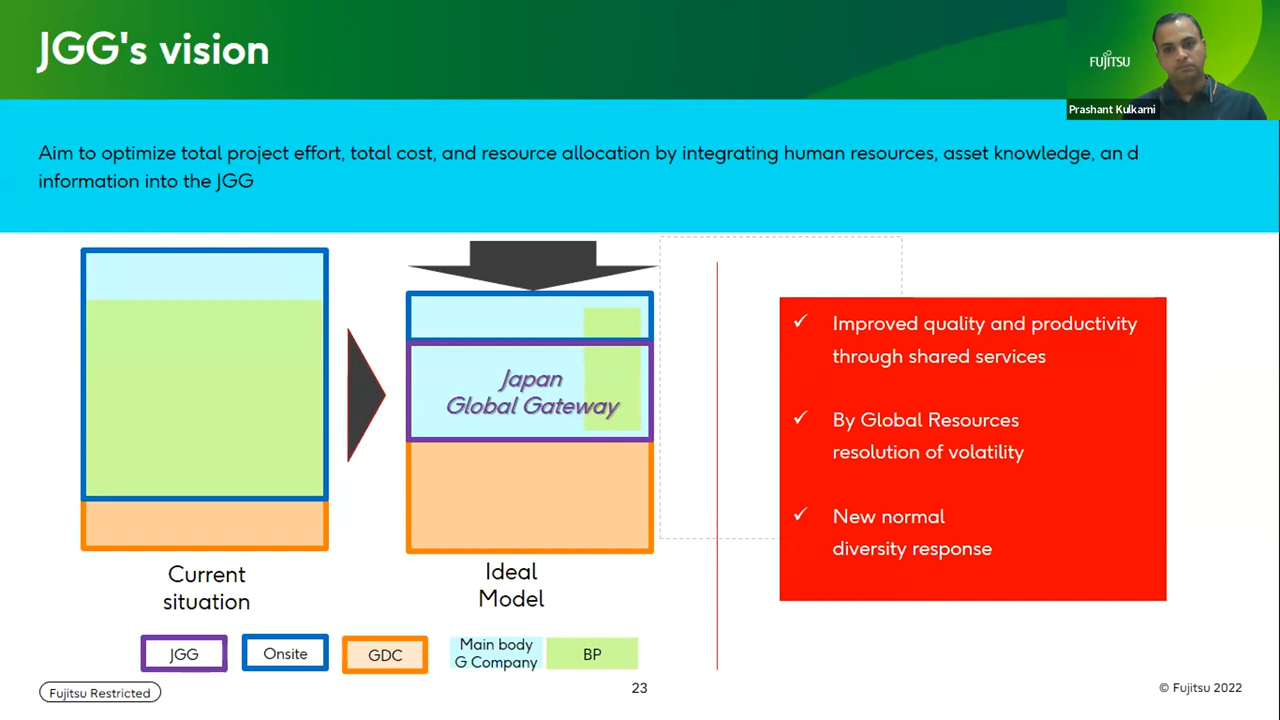 JGG's vision
FUJITSU
Prashant Kulkarni
Aim to optimize total project effort, total cost, and resource allocation by integrating human resources, asset knowledge, an d
information into the JGG
Japan
Global Gateway
Current
situation
Ideal
Model
✓ Improved quality and productivity
through shared services
✓ By Global Resources
resolution of volatility
✓ New normal
diversity response
JGG
Onsite
GDC
Main body
G Company
BP
Fujitsu Restricted
23
© Fujitsu 2022